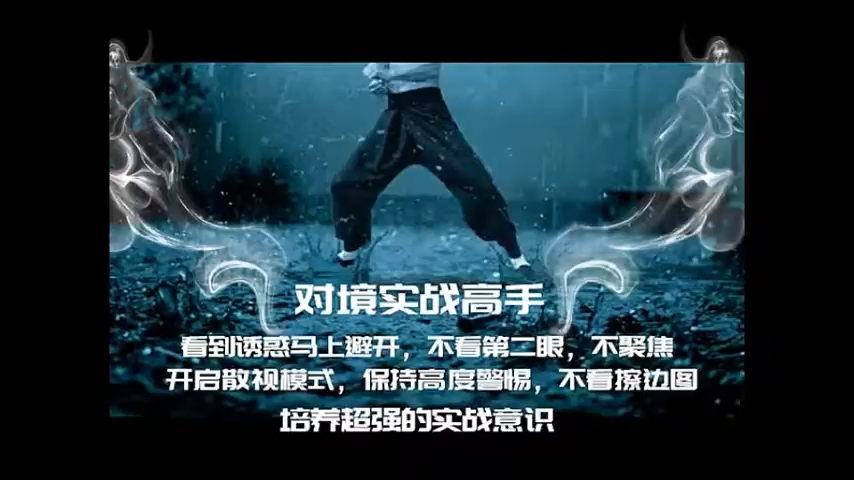 对境实战高手
看到诱惑马上避开，不看第二眼，不聚焦
开启散视模式，保持高度警惕，不看擦边图
培养超强的实战意识